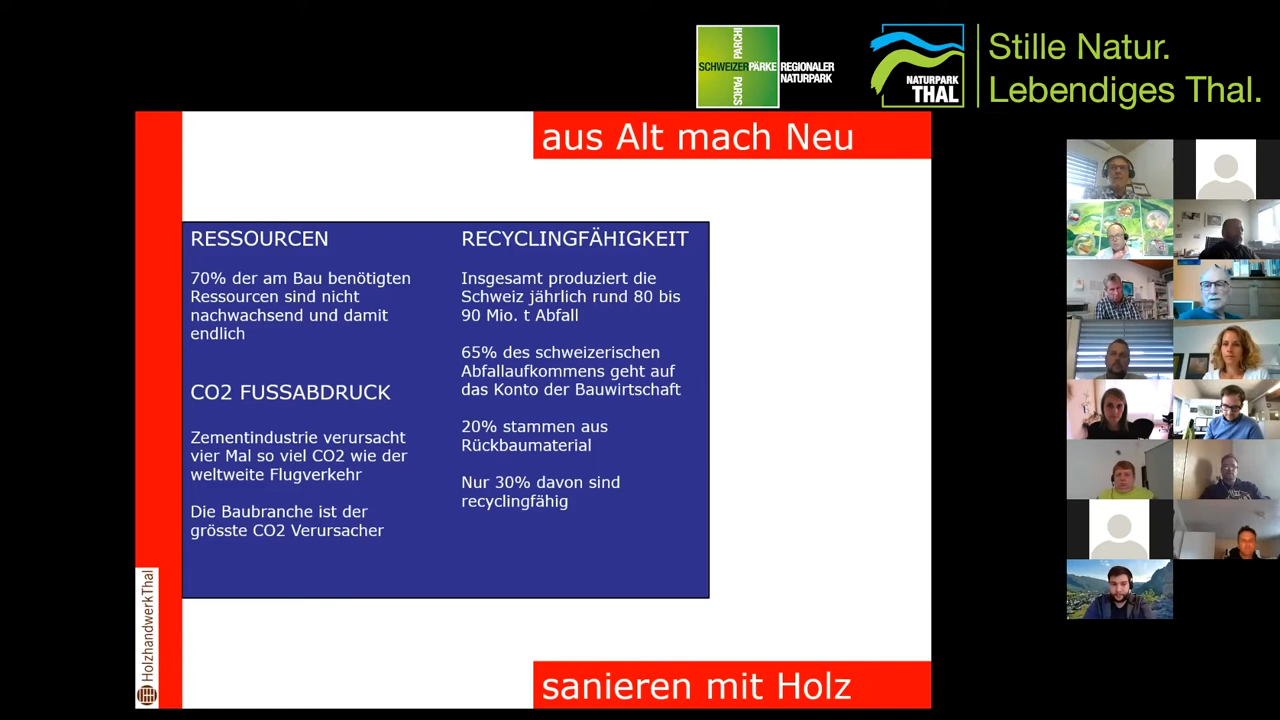 PARCHI
SCHWEIZER PÄRKE
PARCS
REGIONALER
NATURPARK
NATURPARK
THAL
Stille Natur.
Lebendiges Thal.
aus Alt mach Neu
RESSOURCEN
70% der am Bau benötigten
Ressourcen sind nicht
nachwachsend und damit
endlich
CO2 FUSSABDRUCK
Zementindustrie verursacht
vier Mal so viel CO2 wie der
weltweite Flugverkehr
Die Baubranche ist der
grösste CO2 Verursacher
RECYCLINGFÄHIGKEIT
Insgesamt produziert die
Schweiz jährlich rund 80 bis
90 Mio. t Abfall
65% des schweizerischen
Abfallaufkommens geht auf
das Konto der Bauwirtschaft
20% stammen aus
Rückbaumaterial
Nur 30% davon sind
recyclingfähig
HolzhandwerkThal
sanieren mit Holz